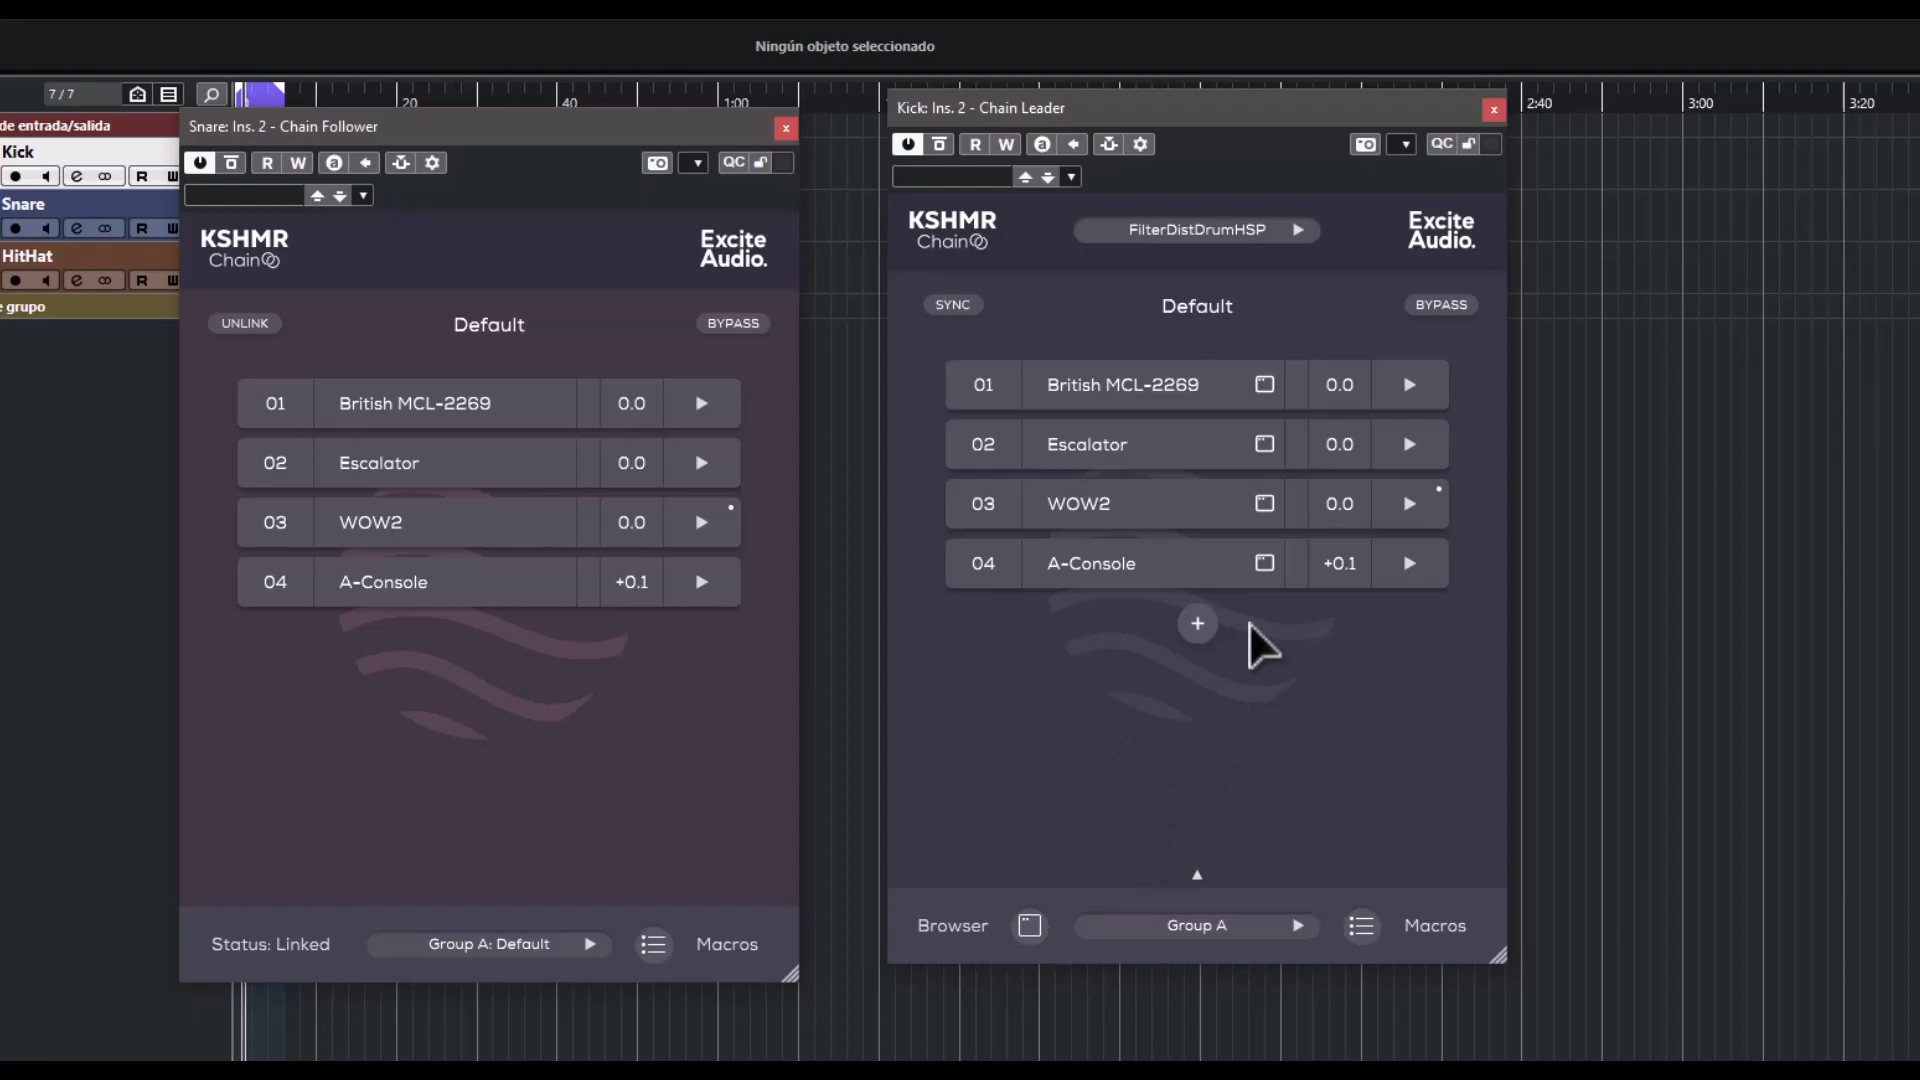 Ningún objeto seleccionado
7 / 7
20
40
1:00
2:40
3:00
3:20
de entrada/salida
Kick
R W
Snare
R W
HitHat
R W
e grupo
Snare: Ins. 2 - Chain Follower
x
R W
QC
KSHMR
Chain
Excite
Audio.
UNLINK
Default
BYPASS
01 British MCL-2269 0.0
02 Escalator 0.0
03 WOW2 0.0
04 A-Console +0.1
Status: Linked
Group A: Default
Macros
Kick: Ins. 2 - Chain Leader
x
R W
QC
KSHMR
Chain
FilterDistDrumHSP
Excite
Audio.
SYNC
Default
BYPASS
01 British MCL-2269 0.0
02 Escalator 0.0
03 WOW2 0.0
04 A-Console +0.1
+
Browser
Group A
Macros